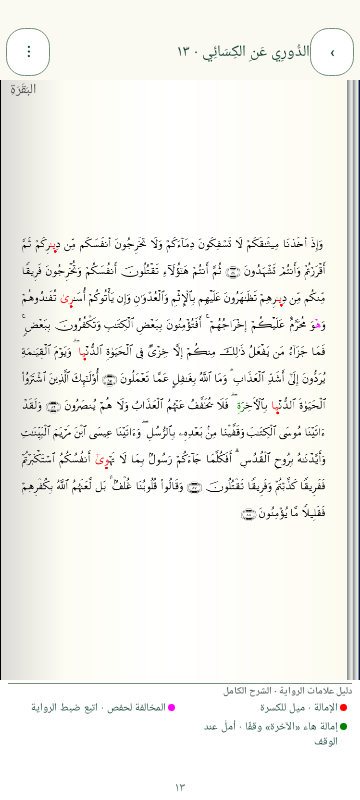 الدُّورِي عَنِ الكِسَائِي · ١٣
البَقَرَةِ
وَإِذْ أَخَذْنَا مِيثَٰقَكُمْ لَا تَسْفِكُونَ دِمَآءَكُمْ وَلَا تُخْرِجُونَ أَنفُسَكُم مِّن دِيَٰرِكُمْ ثُمَّ
أَقْرَرْتُمْ وَأَنتُمْ تَشْهَدُونَ ثُمَّ أَنتُمْ هَٰٓؤُلَآءِ تَقْتُلُونَ أَنفُسَكُمْ وَتُخْرِجُونَ فَرِيقًا
مِّنكُم مِّن دِيَٰرِهِمْ تَظَٰهَرُونَ عَلَيْهِم بِٱلْإِثْمِ وَٱلْعُدْوَٰنِ وَإِن يَأْتُوكُمْ أُسَٰرَىٰ تُفَٰدُوهُمْ
وَهْوَ مُحَرَّمٌ عَلَيْكُمْ إِخْرَاجُهُمْ ۚ أَفَتُؤْمِنُونَ بِبَعْضِ ٱلْكِتَٰبِ وَتَكْفُرُونَ بِبَعْضٍ ۚ
فَمَا جَزَآءُ مَن يَفْعَلُ ذَٰلِكَ مِنكُمْ إِلَّا خِزْىٌ فِى ٱلْحَيَوٰةِ ٱلدُّنْيَا ۖ وَيَوْمَ ٱلْقِيَٰمَةِ
يُرَدُّونَ إِلَىٰٓ أَشَدِّ ٱلْعَذَابِ ۗ وَمَا ٱللَّهُ بِغَٰفِلٍ عَمَّا تَعْمَلُونَ أُو۟لَٰٓئِكَ ٱلَّذِينَ ٱشْتَرَوُا۟
ٱلْحَيَوٰةَ ٱلدُّنْيَا بِٱلْأَخِرَةِ ۖ فَلَا يُخَفَّفُ عَنْهُمُ ٱلْعَذَابُ وَلَا هُمْ يُنصَرُونَ وَلَقَدْ
ءَاتَيْنَا مُوسَى ٱلْكِتَٰبَ وَقَفَّيْنَا مِنۢ بَعْدِهِۦ بِٱلرُّسُلِ ۖ وَءَاتَيْنَا عِيسَى ٱبْنَ مَرْيَمَ ٱلْبَيِّنَٰتِ
وَأَيَّدْنَٰهُ بِرُوحِ ٱلْقُدُسِ ۗ أَفَكُلَّمَا جَآءَكُمْ رَسُولٌۢ بِمَا لَا تَهْوَىٰٓ أَنفُسُكُمُ ٱسْتَكْبَرْتُمْ
فَفَرِيقًا كَذَّبْتُمْ وَفَرِيقًا تَقْتُلُونَ وَقَالُوا۟ قُلُوبُنَا غُلْفٌۢ ۚ بَل لَّعَنَهُمُ ٱللَّهُ بِكُفْرِهِمْ
فَقَلِيلًا مَّا يُؤْمِنُونَ
دليل علامات الرواية · الشرح الكامل
الإمالة · ميل للكسرة
المخالفة لحفص · اتبع ضبط الرواية
إمالة هاء «الآخرة» وقفًا · أمل عند
الوقف
١٣